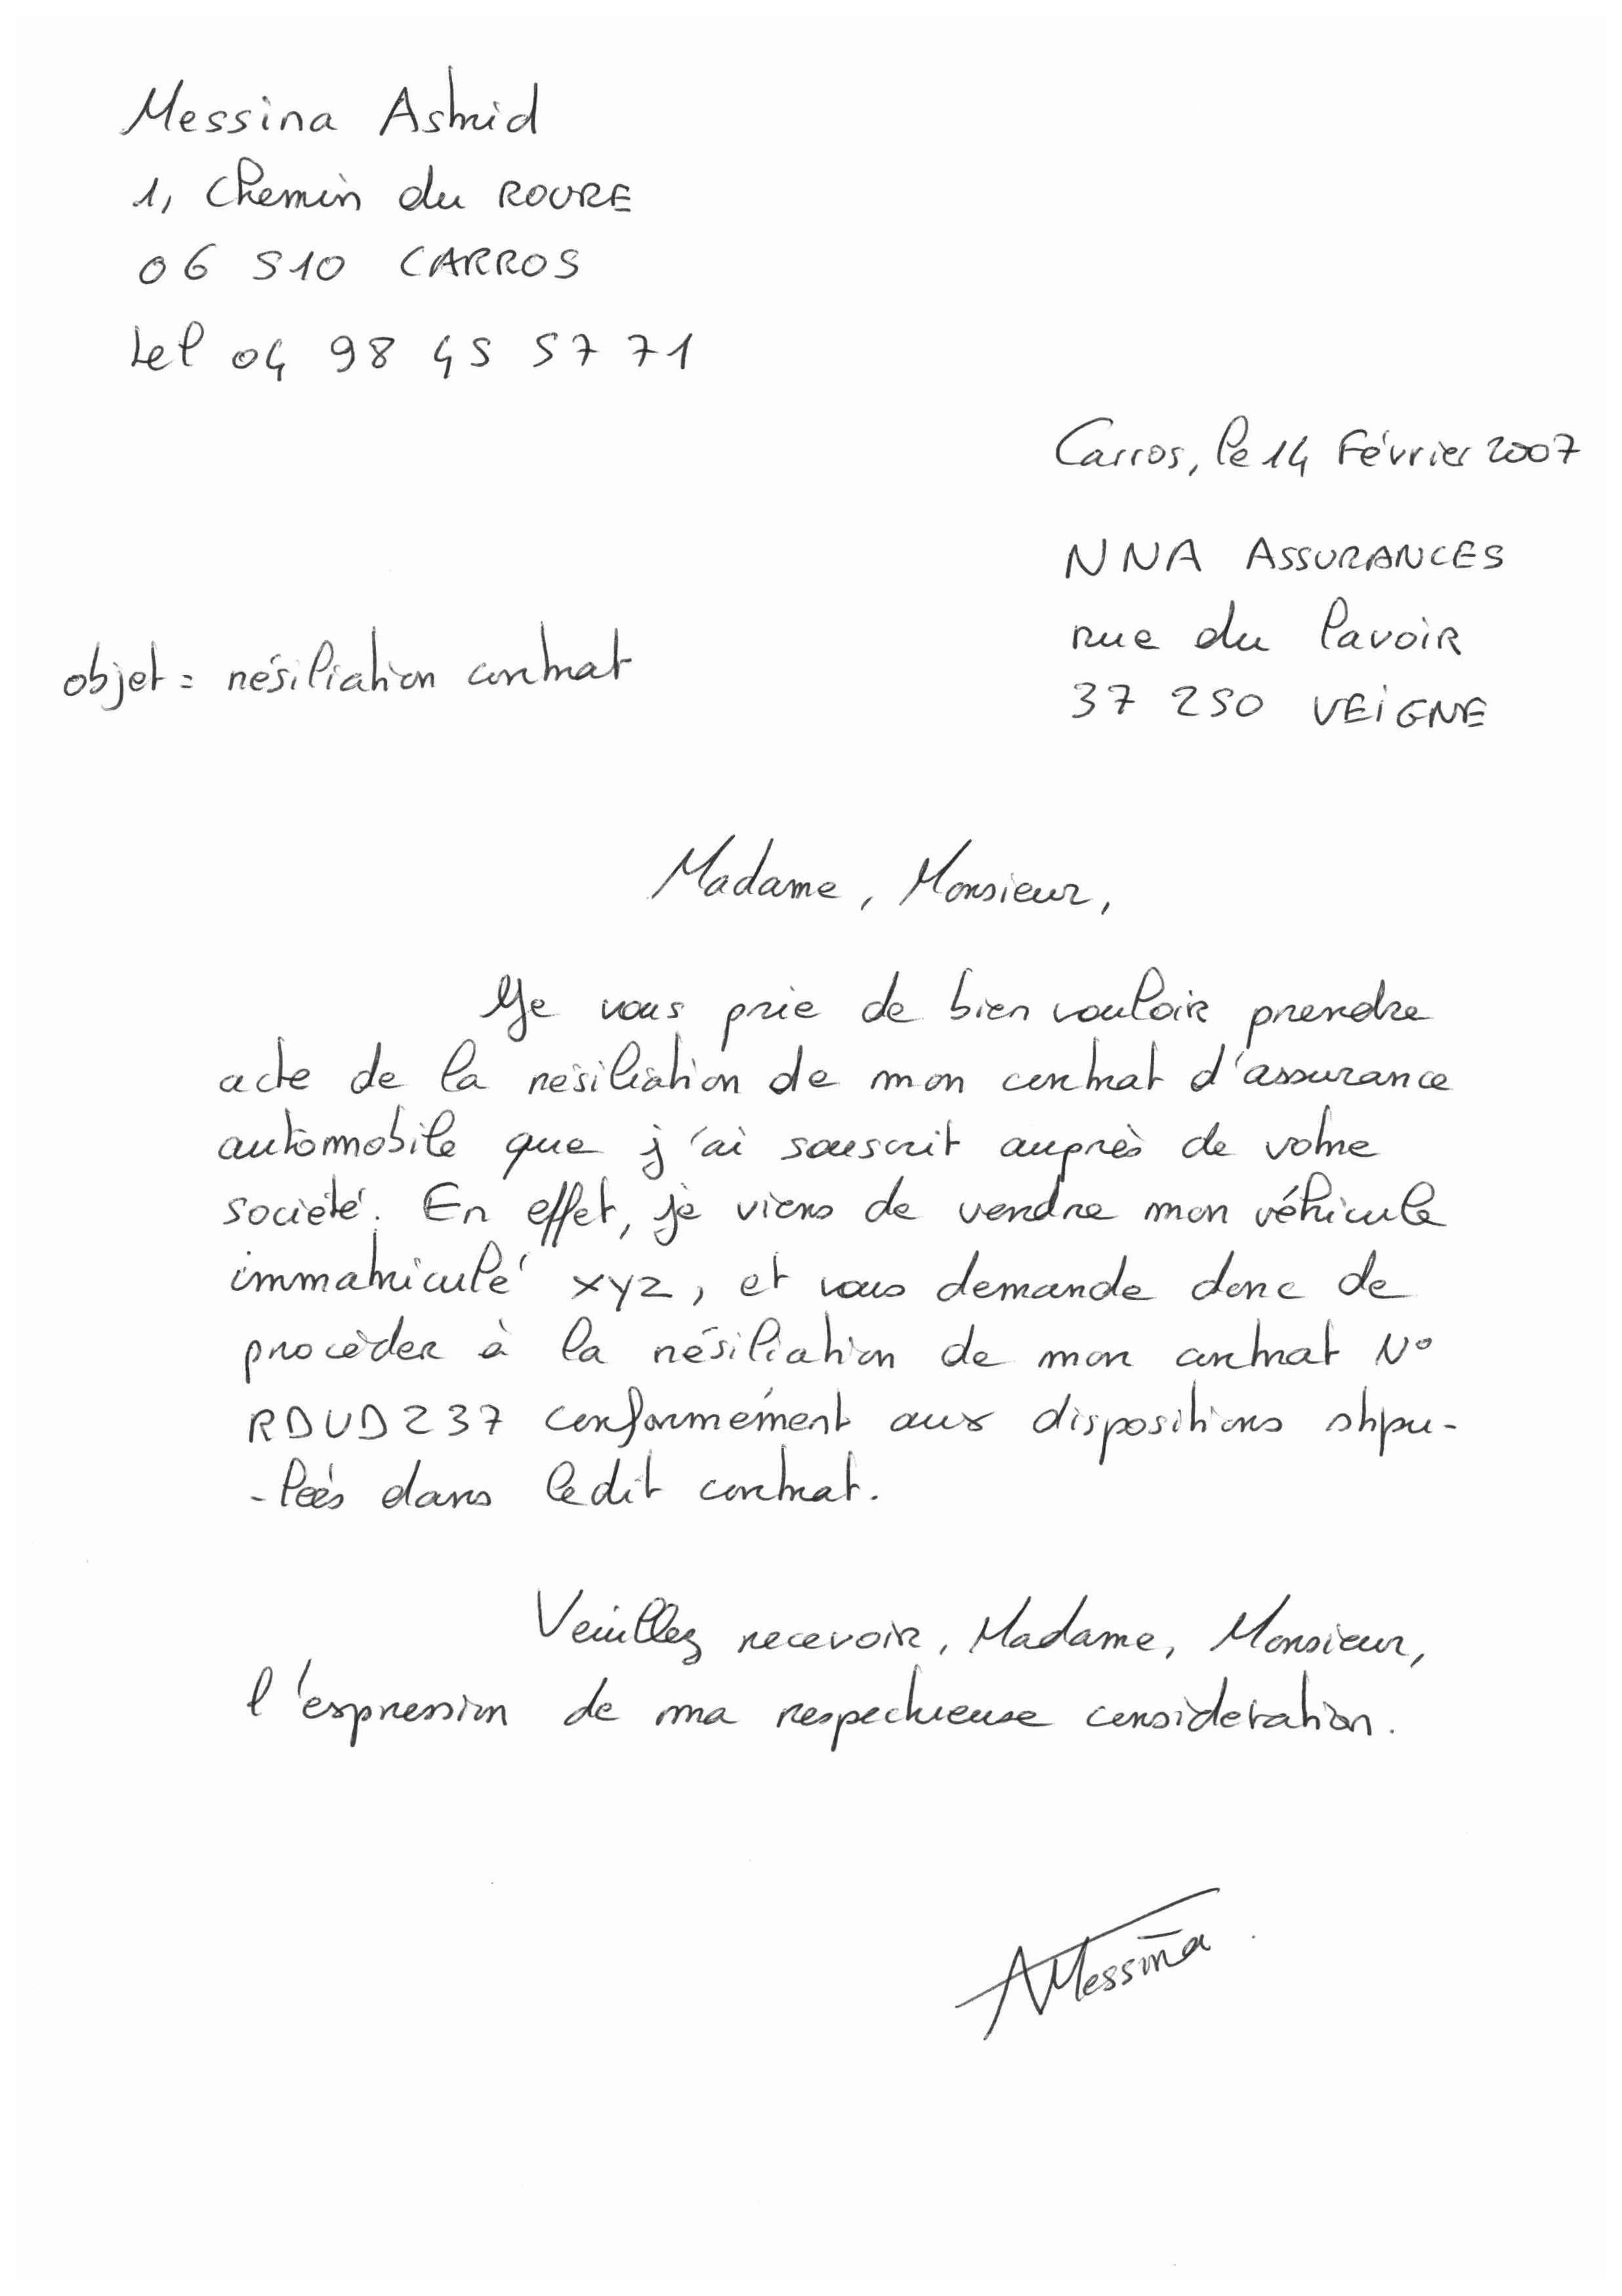 Messina Astrid
1, Chemin du ROURE
06 510 CARROS
tel 04 98 45 57 71
Carros, le 14 Février 2007
NNA ASSURANCES
rue du lavoir
37 250 VEIGNE
objet = résiliation contrat
Madame, Monsieur,
Je vous prie de bien vouloir prendre
acte de la résiliation de mon contrat d'assurance
automobile que j'ai souscrit auprès de votre
société. En effet, je viens de vendre mon véhicule
immatriculé xyz, et vous demande donc de
procèder à la résiliation de mon contrat N°
RDUD237 conformément aux dispositions stipu-
-lées dans ledit contrat.
Veuillez recevoir, Madame, Monsieur,
l'expression de ma respectueuse consideration.
AMessina